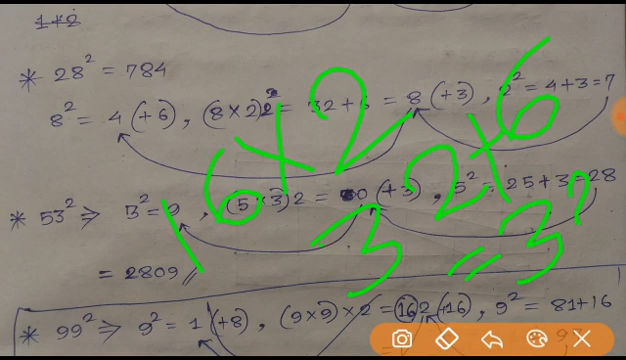 1+2
* 28² = 784
8² = 4 (+6) , (8×2)2 = 32+6 = 8 (+3) , 2² = 4+3=7
16×2
32+6
=3
* 53² ⇒ 3²=9 , (5×3)2 = 30 (+3) , 5² = 25+3=28
= 2809
* 99² ⇒ 9² = 1 (+8) , (9×9)×2 = 162 (+16) , 9² = 81+16